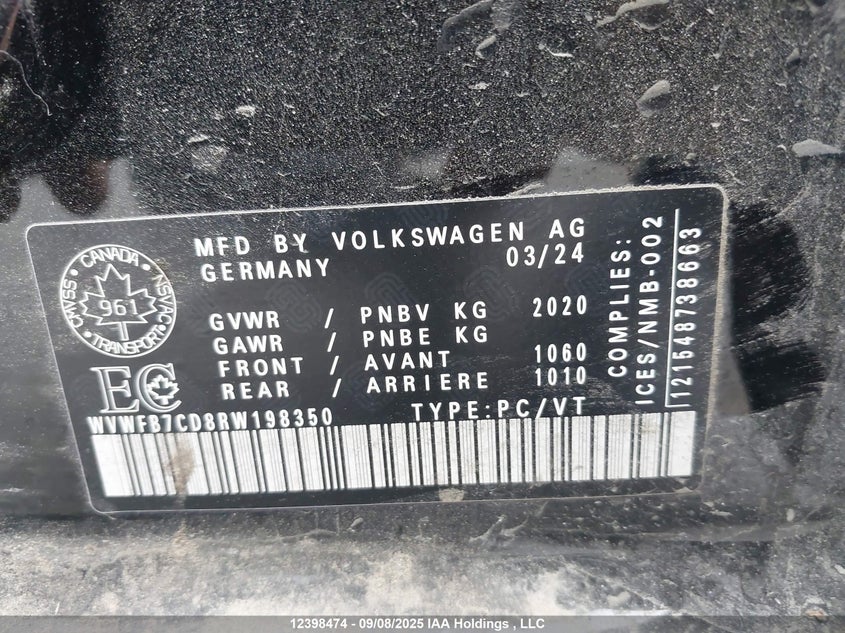 MFD BY VOLKSWAGEN AG
GERMANY 03/24
GVWR / PNBV KG 2020
GAWR / PNBE KG
FRONT / AVANT 1060
REAR / ARRIERE 1010
WVWF87CD8RW198350 TYPE:PC/VT
CANADA
CMVSS
NSVAC
961
TRANSPORT
EC
COMPLIES:
ICES/NMB-002
121548738663
12398474 - 09/08/2025 IAA Holdings, LLC